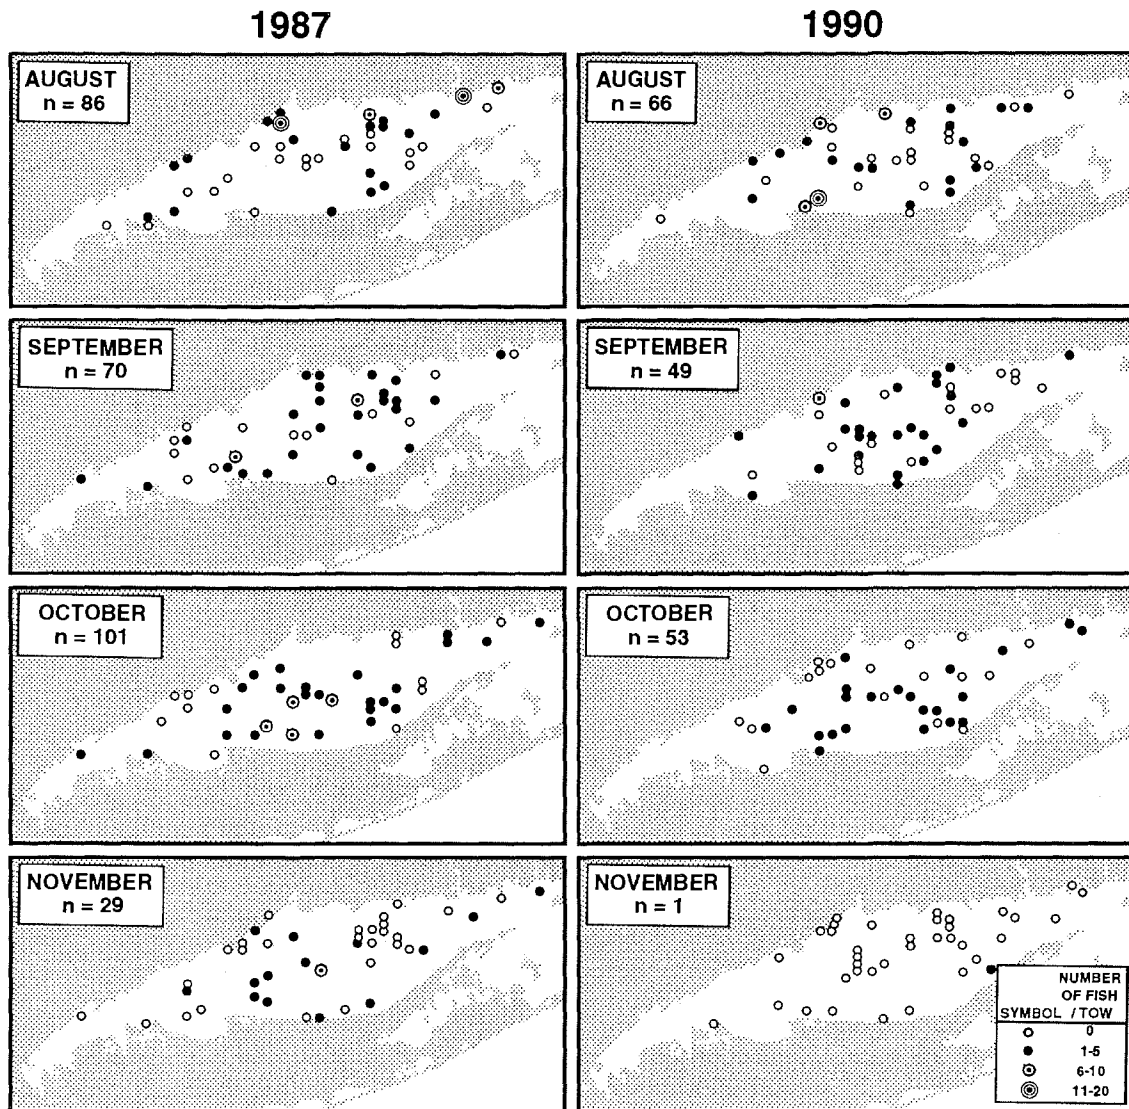 1987
1990
AUGUST
n = 86
AUGUST
n = 66
SEPTEMBER
n = 70
SEPTEMBER
n = 49
OCTOBER
n = 101
OCTOBER
n = 53
NOVEMBER
n = 29
NOVEMBER
n = 1
NUMBER
OF FISH
SYMBOL / TOW
0
1-5
6-10
11-20